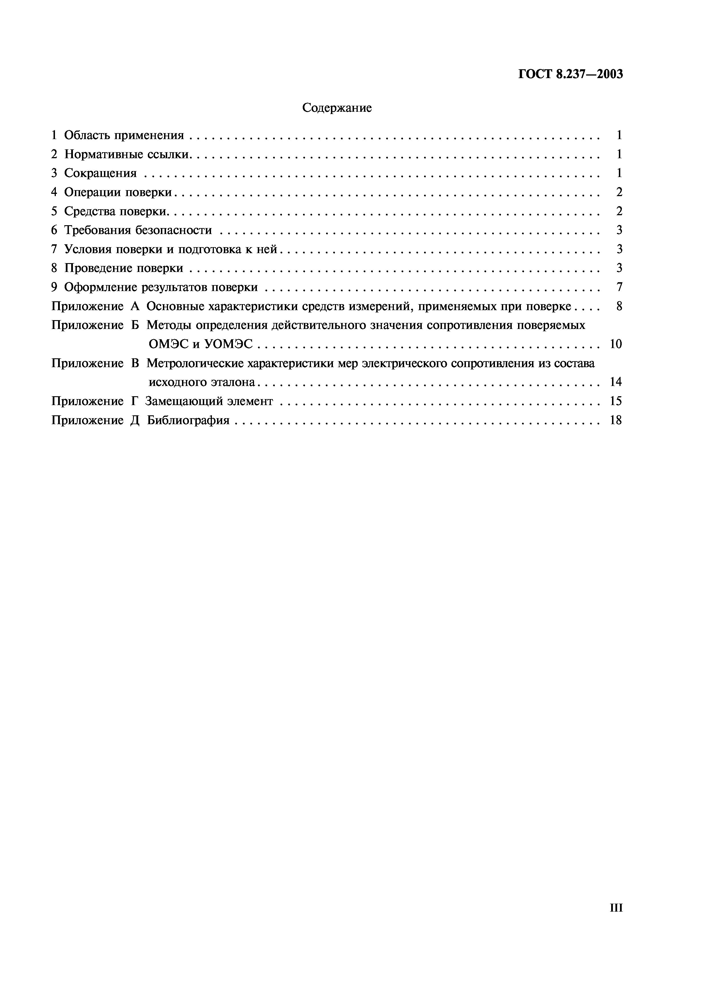 ГОСТ 8.237—2003
Содержание
1 Область применения . . . . . . . . . . . . . . . . . . . . 1
2 Нормативные ссылки. . . . . . . . . . . . . . . . . . . . 1
3 Сокращения . . . . . . . . . . . . . . . . . . . . 1
4 Операции поверки . . . . . . . . . . . . . . . . . . . . 2
5 Средства поверки. . . . . . . . . . . . . . . . . . . . 2
6 Требования безопасности . . . . . . . . . . . . . . . . . . . . 3
7 Условия поверки и подготовка к ней . . . . . . . . . . . . . . . . . . . . 3
8 Проведение поверки . . . . . . . . . . . . . . . . . . . . 3
9 Оформление результатов поверки . . . . . . . . . . . . . . . . . . . . 7
Приложение А Основные характеристики средств измерений, применяемых при поверке . . . . 8
Приложение Б Методы определения действительного значения сопротивления поверяемых
ОМЭС и УОМЭС . . . . . . . . . . . . . . . . . . . . 10
Приложение В Метрологические характеристики мер электрического сопротивления из состава
исходного эталона . . . . . . . . . . . . . . . . . . . . 14
Приложение Г Замещающий элемент . . . . . . . . . . . . . . . . . . . . 15
Приложение Д Библиография . . . . . . . . . . . . . . . . . . . . 18
III